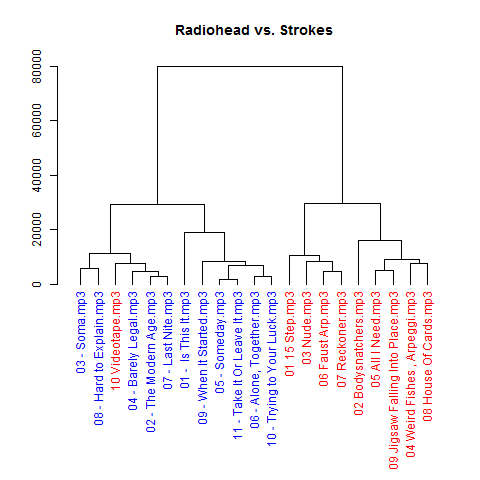 Radiohead vs. Strokes
80000
60000
40000
20000
0
03 - Soma.mp3
08 - Hard to Explain.mp3
10 Videotape.mp3
04 - Barely Legal.mp3
02 - The Modern Age.mp3
07 - Last Nite.mp3
01 - Is This It.mp3
09 - When It Started.mp3
05 - Someday.mp3
11 - Take It Or Leave It.mp3
06 - Alone, Together.mp3
10 - Trying to Your Luck.mp3
01 15 Step.mp3
03 Nude.mp3
06 Faust Arp.mp3
07 Reckoner.mp3
02 Bodysnatchers.mp3
05 All I Need.mp3
09 Jigsaw Falling Into Place.mp3
04 Weird Fishes , Arpeggi.mp3
08 House Of Cards.mp3